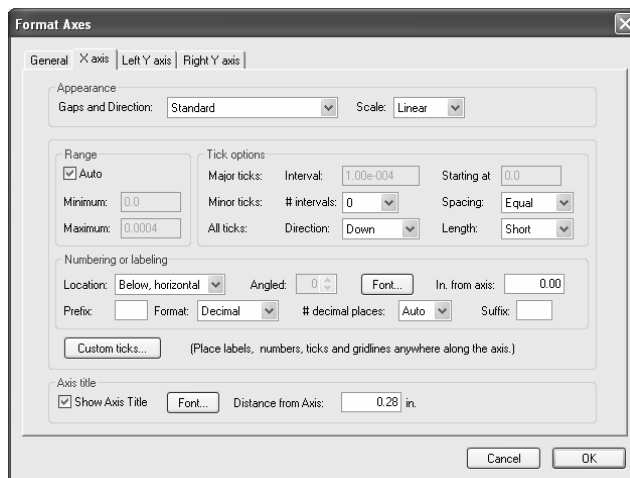 Format Axes
General X axis Left Y axis Right Y axis
Appearance
Gaps and Direction: Standard Scale: Linear
Range
Auto
Minimum: 0.0
Maximum: 0.0004
Tick options
Major ticks: Interval: 1.00e-004 Starting at 0.0
Minor ticks: # intervals: 0 Spacing: Equal
All ticks: Direction: Down Length: Short
Numbering or labeling
Location: Below, horizontal Angled: 0 Font... In. from axis: 0.00
Prefix: Format: Decimal # decimal places: Auto Suffix:
Custom ticks... (Place labels, numbers, ticks and gridlines anywhere along the axis.)
Axis title
Show Axis Title Font... Distance from Axis: 0.28 in.
Cancel OK